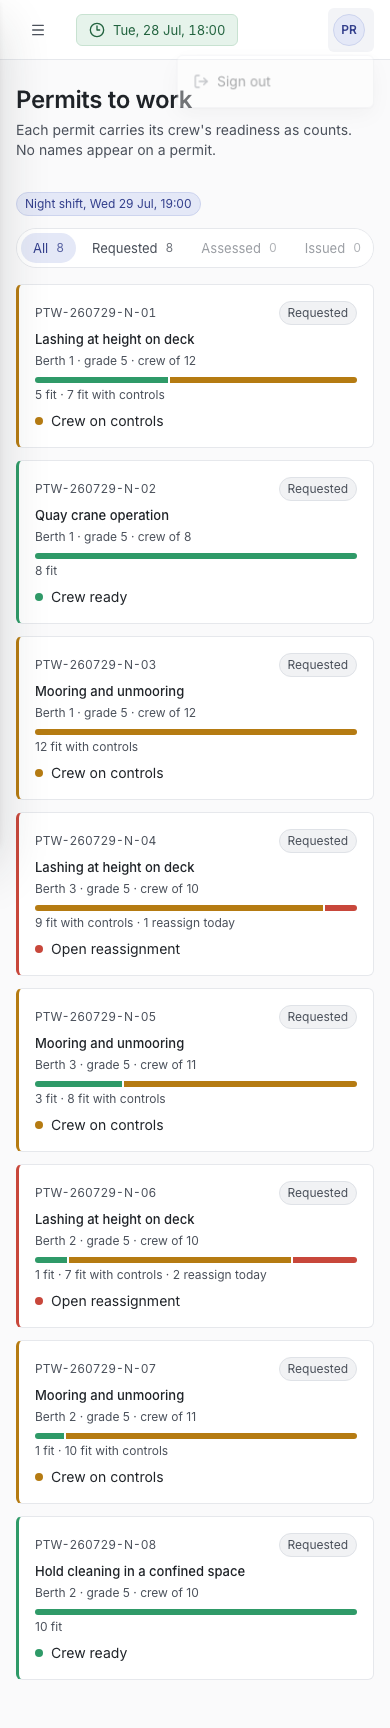 Tue, 28 Jul, 18:00
PR
Sign out
Permits to work
Each permit carries its crew's readiness as counts.
No names appear on a permit.
Night shift, Wed 29 Jul, 19:00
All 8 Requested 8 Assessed 0 Issued 0
PTW-260729-N-01 Requested
Lashing at height on deck
Berth 1 · grade 5 · crew of 12
5 fit · 7 fit with controls
Crew on controls
PTW-260729-N-02 Requested
Quay crane operation
Berth 1 · grade 5 · crew of 8
8 fit
Crew ready
PTW-260729-N-03 Requested
Mooring and unmooring
Berth 1 · grade 5 · crew of 12
12 fit with controls
Crew on controls
PTW-260729-N-04 Requested
Lashing at height on deck
Berth 3 · grade 5 · crew of 10
9 fit with controls · 1 reassign today
Open reassignment
PTW-260729-N-05 Requested
Mooring and unmooring
Berth 3 · grade 5 · crew of 11
3 fit · 8 fit with controls
Crew on controls
PTW-260729-N-06 Requested
Lashing at height on deck
Berth 2 · grade 5 · crew of 10
1 fit · 7 fit with controls · 2 reassign today
Open reassignment
PTW-260729-N-07 Requested
Mooring and unmooring
Berth 2 · grade 5 · crew of 11
1 fit · 10 fit with controls
Crew on controls
PTW-260729-N-08 Requested
Hold cleaning in a confined space
Berth 2 · grade 5 · crew of 10
10 fit
Crew ready